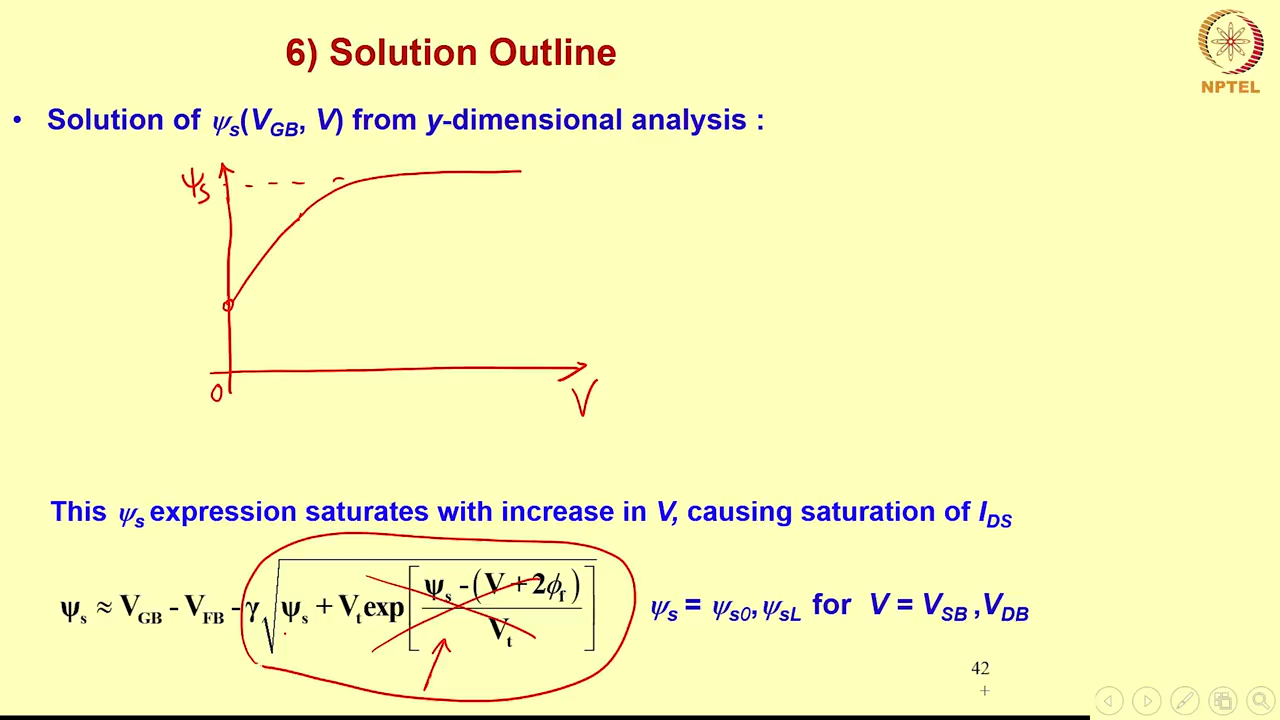 6) Solution Outline
NPTEL
• Solution of ψs(VGB, V) from y-dimensional analysis :
ψs
0
V
This ψs expression saturates with increase in V, causing saturation of IDS
ψs ≈ VGB - VFB - γ√(ψs + Vt exp[(ψs - (V + 2ϕf))/Vt]) ψs = ψs0, ψsL for V = VSB ,VDB
42